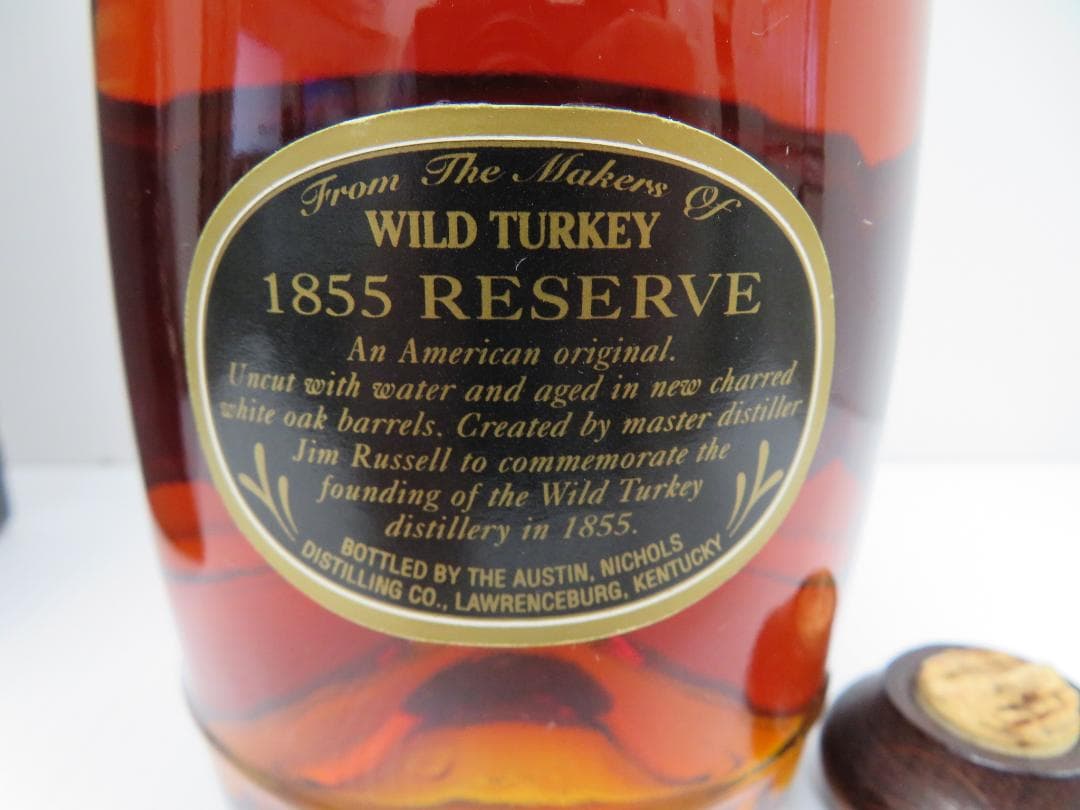 From The Makers Of
WILD TURKEY
1855 RESERVE
An American original.
Uncut with water and aged in new charred
white oak barrels. Created by master distiller
Jim Russell to commemorate the
founding of the Wild Turkey
distillery in 1855.
BOTTLED BY THE AUSTIN, NICHOLS
DISTILLING CO., LAWRENCEBURG, KENTUCKY